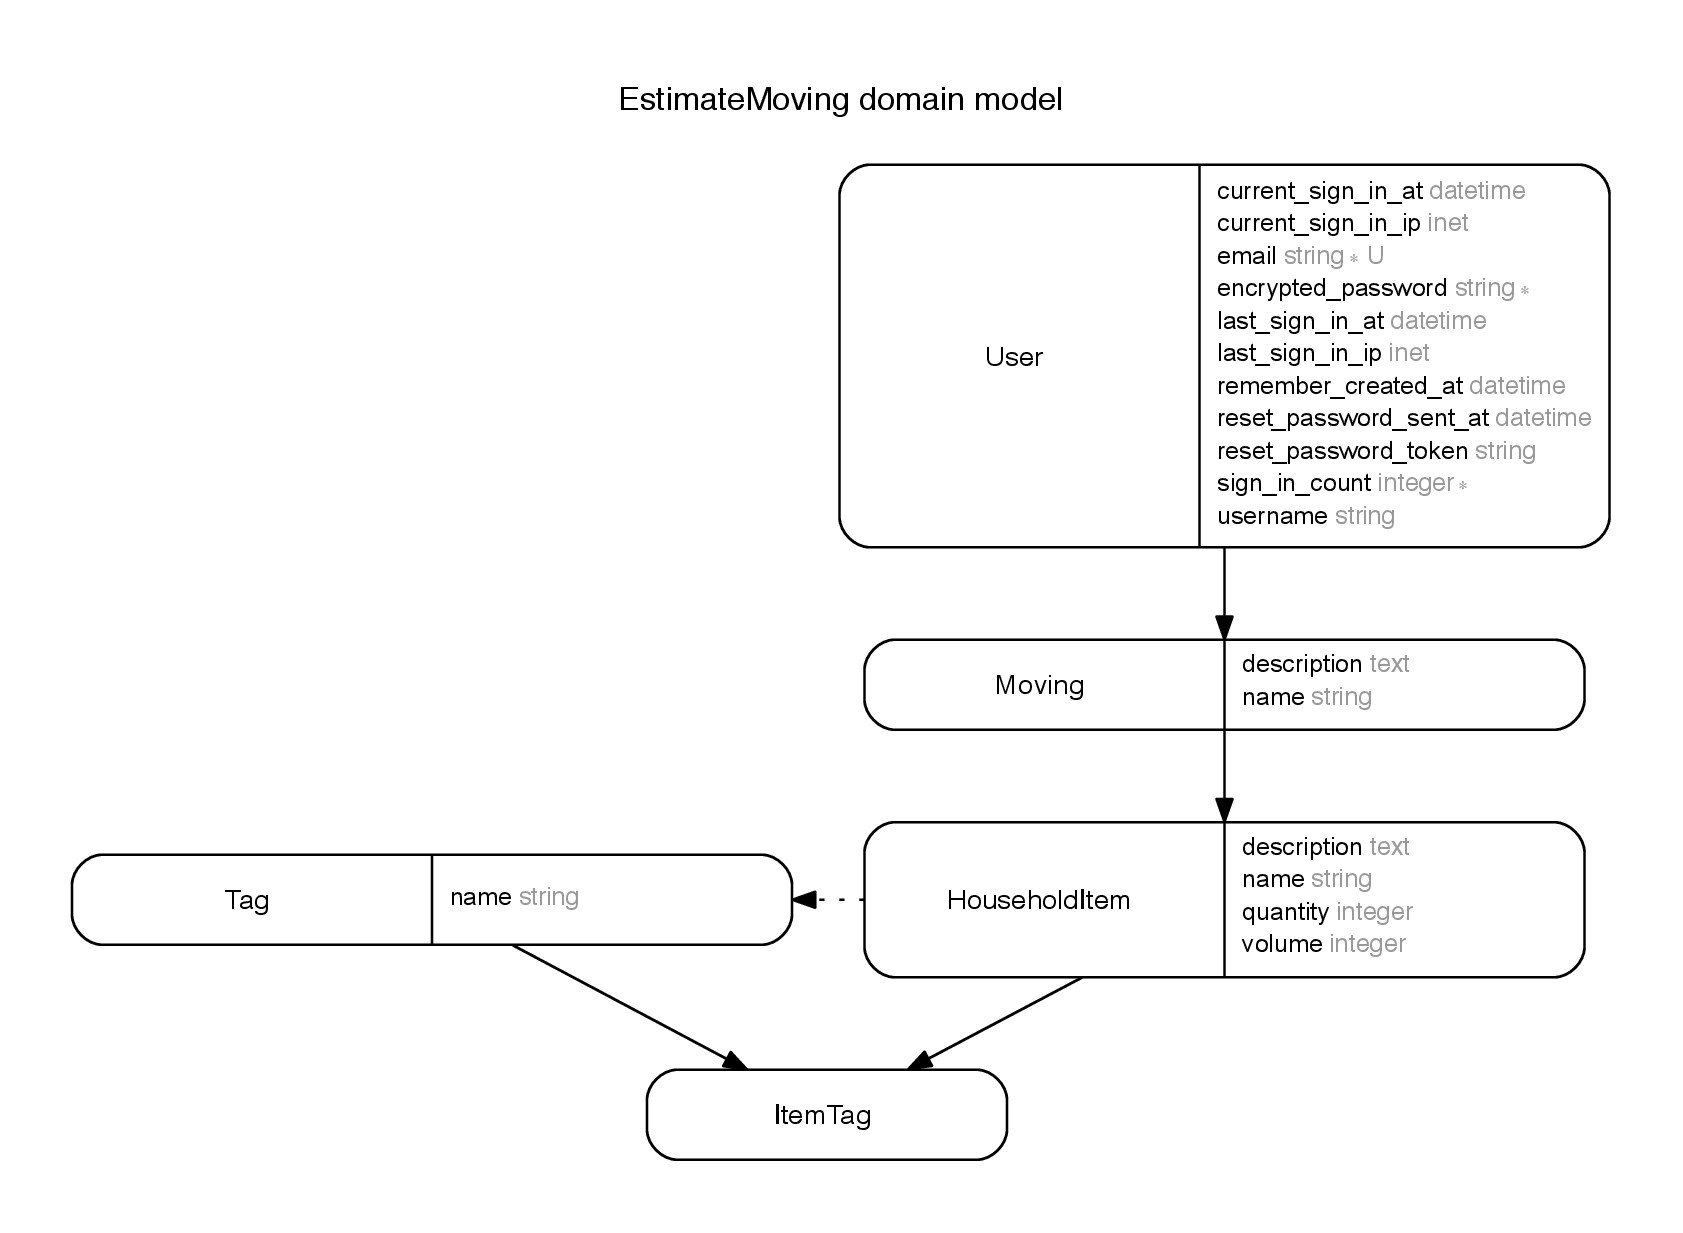 EstimateMoving domain model
User
current_sign_in_at datetime
current_sign_in_ip inet
email string * U
encrypted_password string *
last_sign_in_at datetime
last_sign_in_ip inet
remember_created_at datetime
reset_password_sent_at datetime
reset_password_token string
sign_in_count integer *
username string
Moving
description text
name string
Tag
name string
HouseholdItem
description text
name string
quantity integer
volume integer
ItemTag